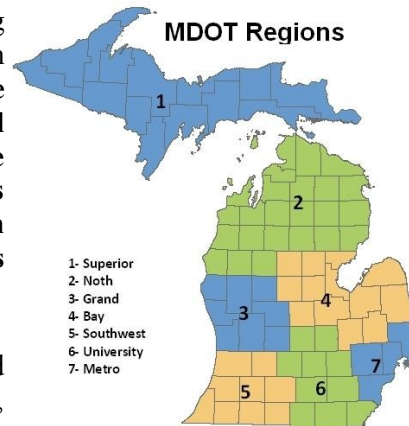 MDOT Regions
1
2
3
4
5
6
7
1- Superior
2- Noth
3- Grand
4- Bay
5- Southwest
6- University
7- Metro